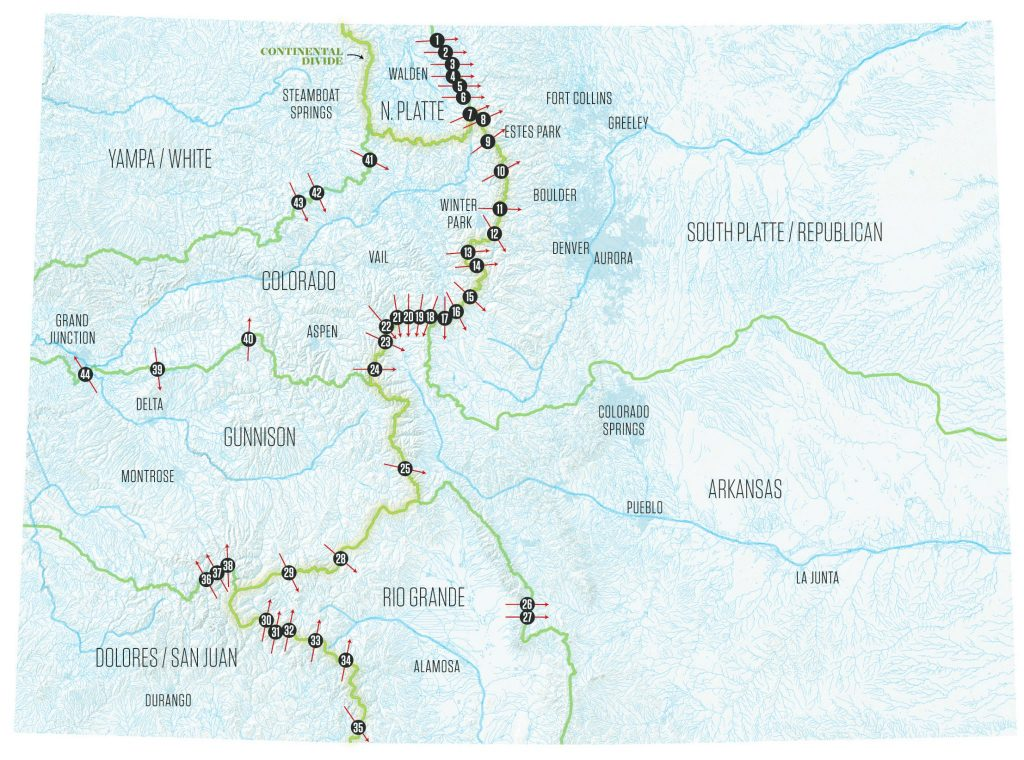 1
2
CONTINENTAL
DIVIDE
3
WALDEN
4
5
STEAMBOAT
SPRINGS
6
FORT COLLINS
N. PLATTE
7
8
GREELEY
ESTES PARK
9
YAMPA / WHITE
41
10
42
43
BOULDER
WINTER
PARK
11
12
SOUTH PLATTE / REPUBLICAN
DENVER
AURORA
13
VAIL
14
COLORADO
15
GRAND
JUNCTION
16
17
18
19
20
21
22
ASPEN
23
40
39
24
44
DELTA
COLORADO
SPRINGS
GUNNISON
25
MONTROSE
ARKANSAS
PUEBLO
28
38
37
36
29
LA JUNTA
RIO GRANDE
26
27
30
31
32
33
DOLORES / SAN JUAN
34
ALAMOSA
DURANGO
35